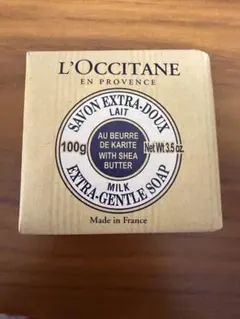 L'OCCITANE
EN PROVENCE
SAVON EXTRA-DOUX
LAIT
AU BEURRE
DE KARITE
WITH SHEA
BUTTER
100g
Net Wt 3.5 oz.
MILK
EXTRA-GENTLE SOAP
Made in France